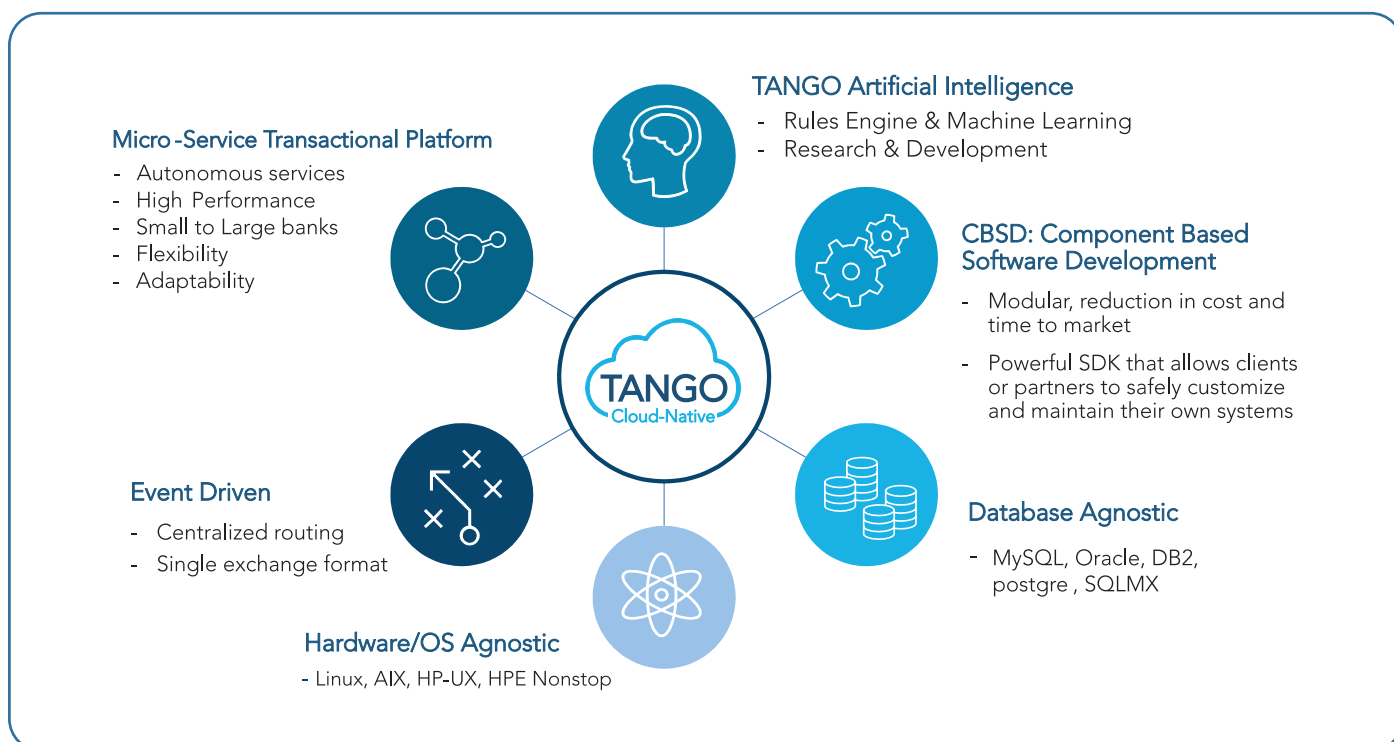 TANGO Artificial Intelligence
- Rules Engine & Machine Learning
- Research & Development
Micro-Service Transactional Platform
- Autonomous services
- High Performance
- Small to Large banks
- Flexibility
- Adaptability
CBSD: Component Based
Software Development
- Modular, reduction in cost and
time to market
- Powerful SDK that allows clients
or partners to safely customize
and maintain their own systems
TANGO
Cloud-Native
Event Driven
- Centralized routing
- Single exchange format
Database Agnostic
- MySQL, Oracle, DB2,
postgre , SQLMX
Hardware/OS Agnostic
- Linux, AIX, HP-UX, HPE Nonstop